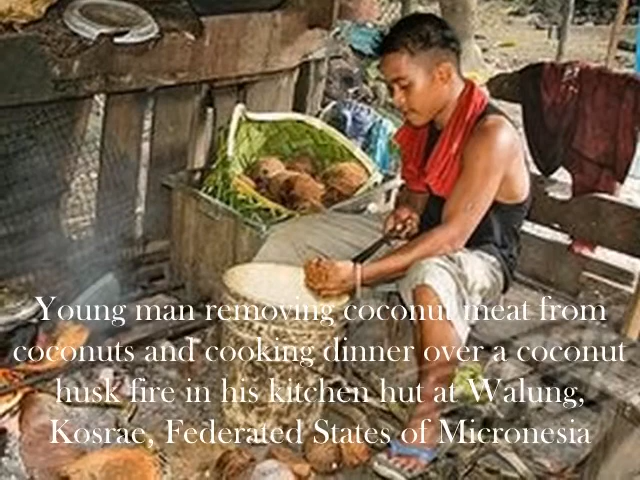 Young man removing coconut meat from
coconuts and cooking dinner over a coconut
husk fire in his kitchen hut at Walung,
Kosrae, Federated States of Micronesia